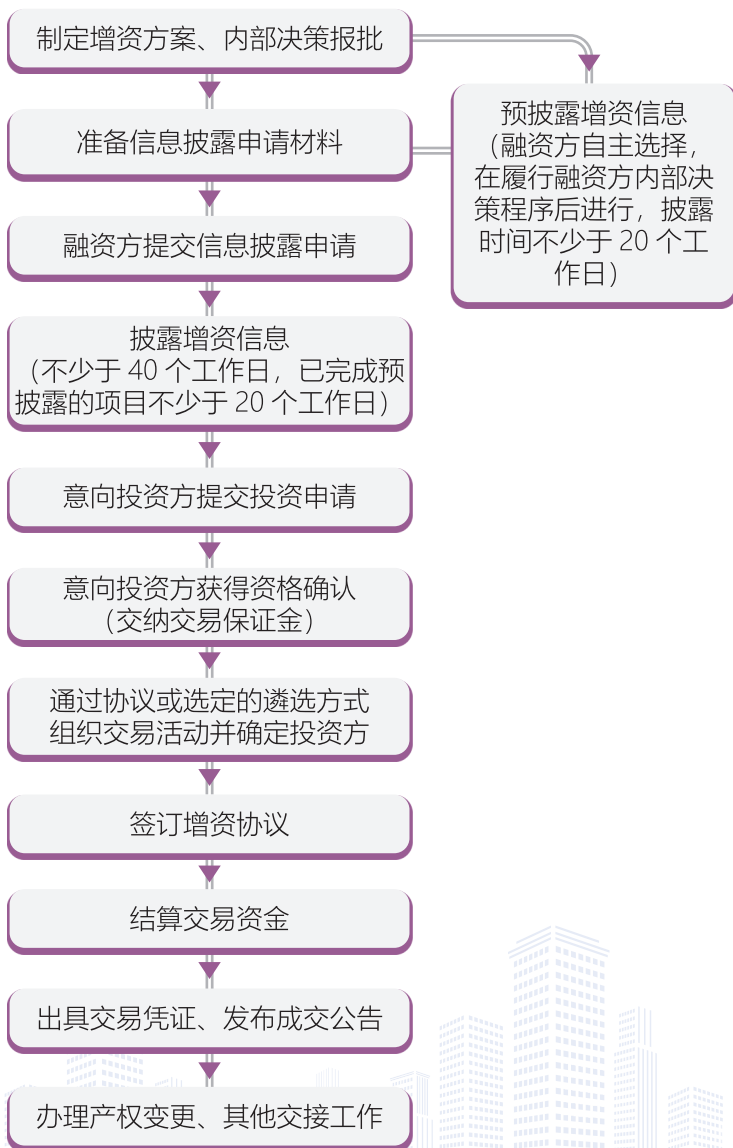 制定增资方案、内部决策报批
预披露增资信息
（融资方自主选择，
在履行融资方内部决
策程序后进行，披露
时间不少于 20 个工
作日）
准备信息披露申请材料
融资方提交信息披露申请
披露增资信息
（不少于 40 个工作日，已完成预
披露的项目不少于 20 个工作日）
意向投资方提交投资申请
意向投资方获得资格确认
（交纳交易保证金）
通过协议或选定的遴选方式
组织交易活动并确定投资方
签订增资协议
结算交易资金
出具交易凭证、发布成交公告
办理产权变更、其他交接工作